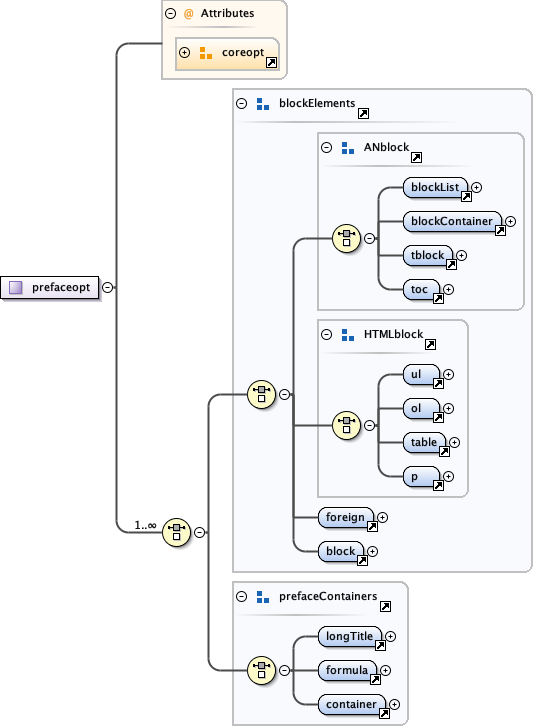 @ Attributes
coreopt
blockElements
ANblock
blockList
blockContainer
tblock
toc
prefaceopt
HTMLblock
ul
ol
table
p
foreign
1..∞
block
prefaceContainers
longTitle
formula
container